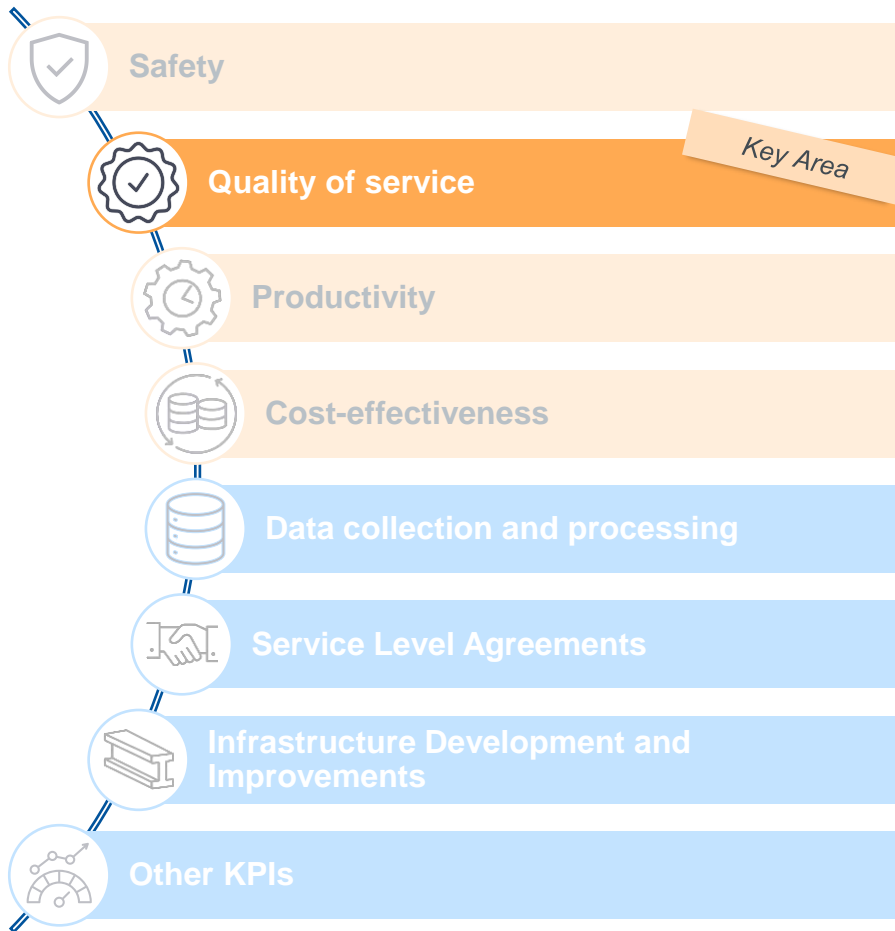 Safety
Key Area
Quality of service
Productivity
Cost-effectiveness
Data collection and processing
Service Level Agreements
Infrastructure Development and
Improvements
Other KPIs